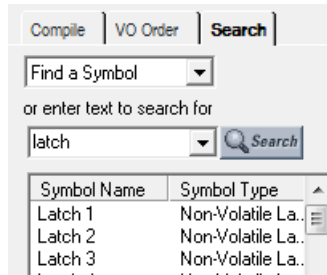 Compile VO Order Search
Find a Symbol
or enter text to search for
latch Search
Symbol Name Symbol Type
Latch 1 Non-Volatile La..
Latch 2 Non-Volatile La..
Latch 3 Non-Volatile La..